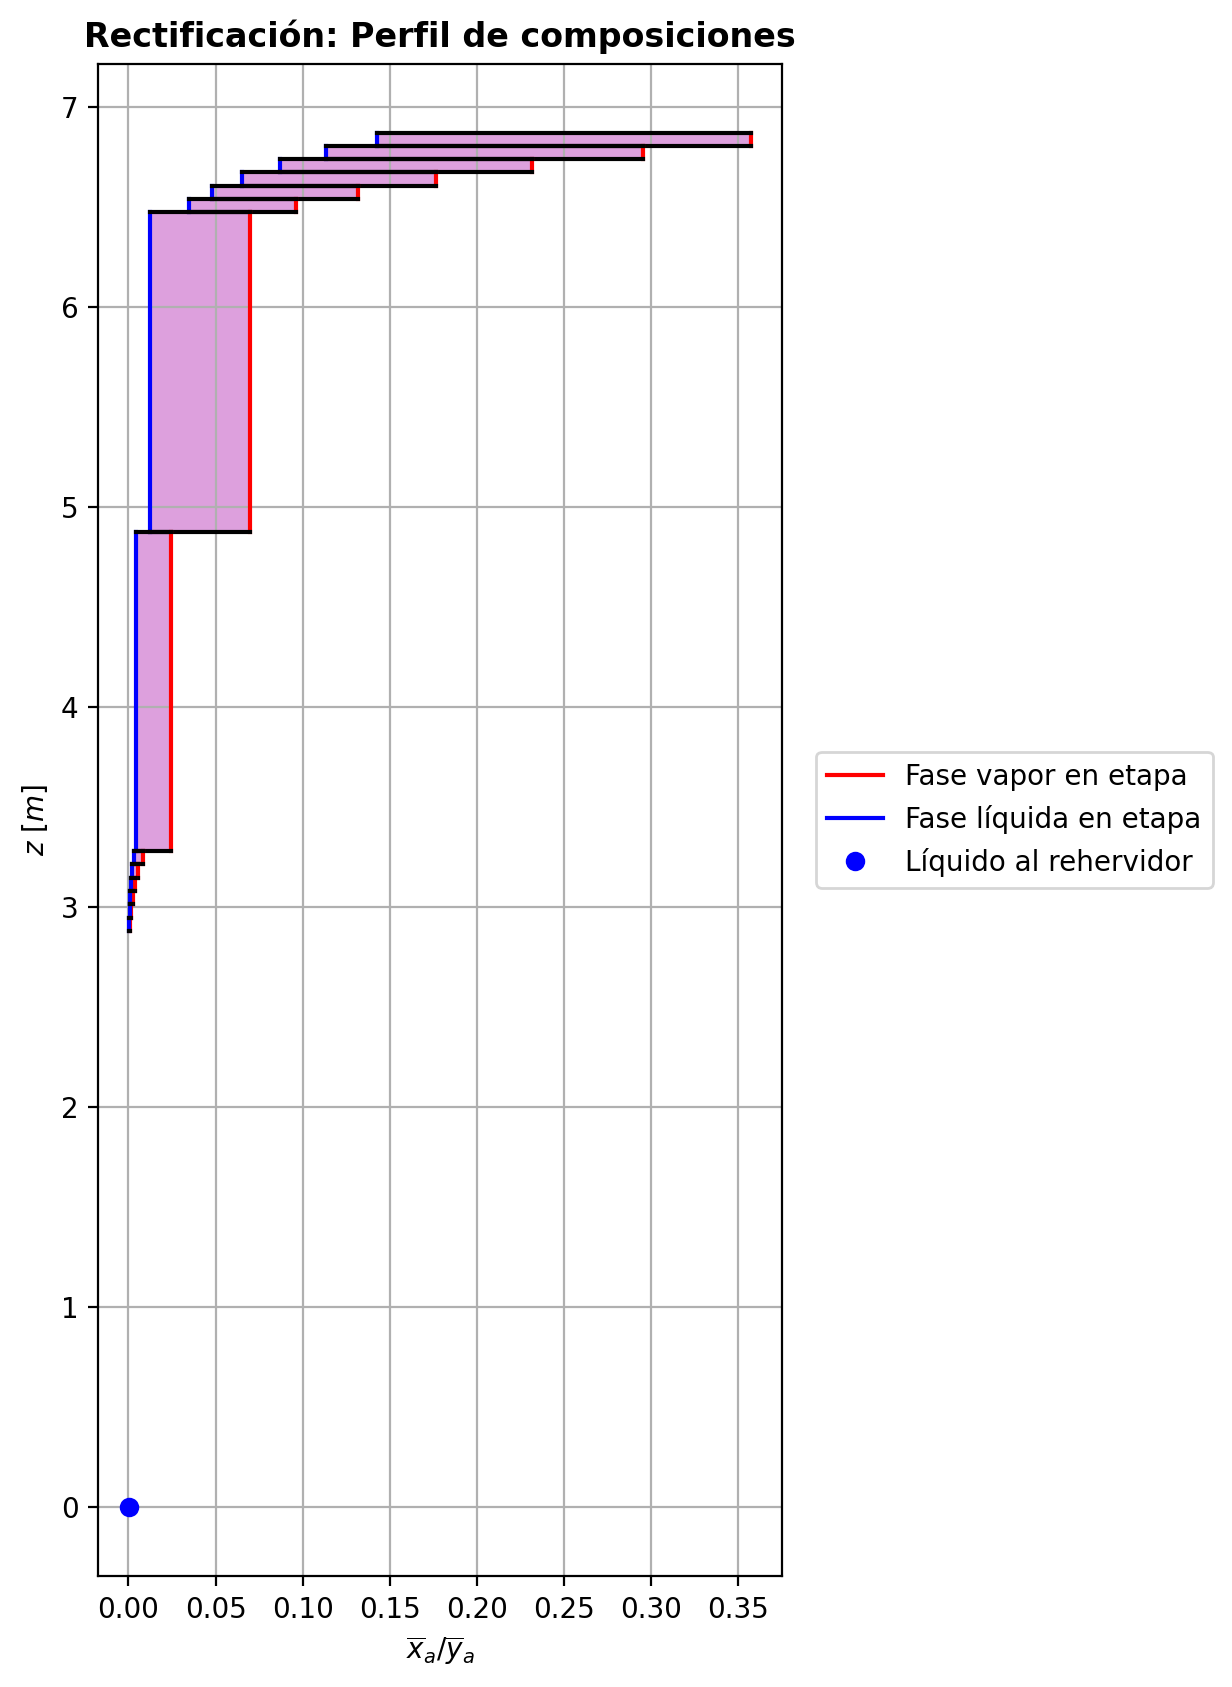 Rectificación: Perfil de composiciones
7
6
5
4
3
2
1
0
z [m]
0.00 0.05 0.10 0.15 0.20 0.25 0.30 0.35
x̅a/y̅a
Fase vapor en etapa
Fase líquida en etapa
Líquido al rehervidor